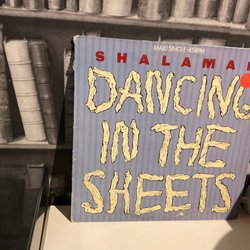 MAXI SINGLE 45RPM
SHALAMAR
DANCING
IN THE
SHEETS